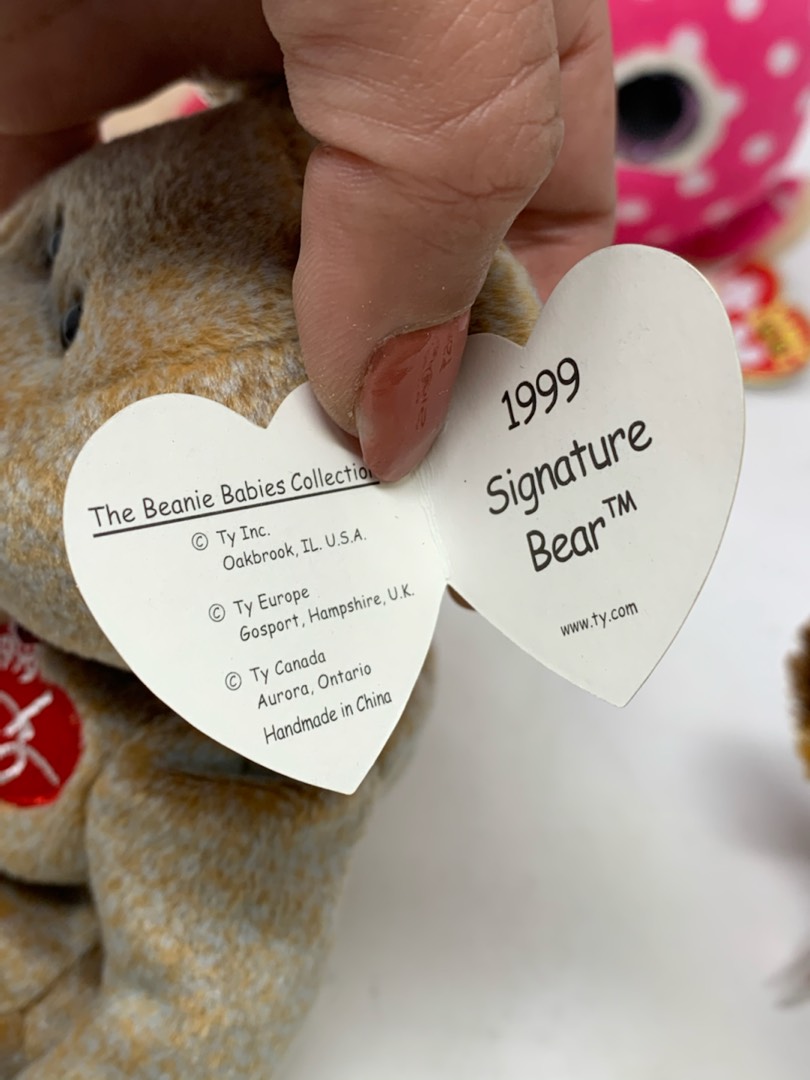 The Beanie Babies Collection
© Ty Inc.
Oakbrook, IL. U.S.A.
© Ty Europe
Gosport, Hampshire, U.K.
© Ty Canada
Aurora, Ontario
Handmade in China
1999
Signature
Bear™
www.ty.com